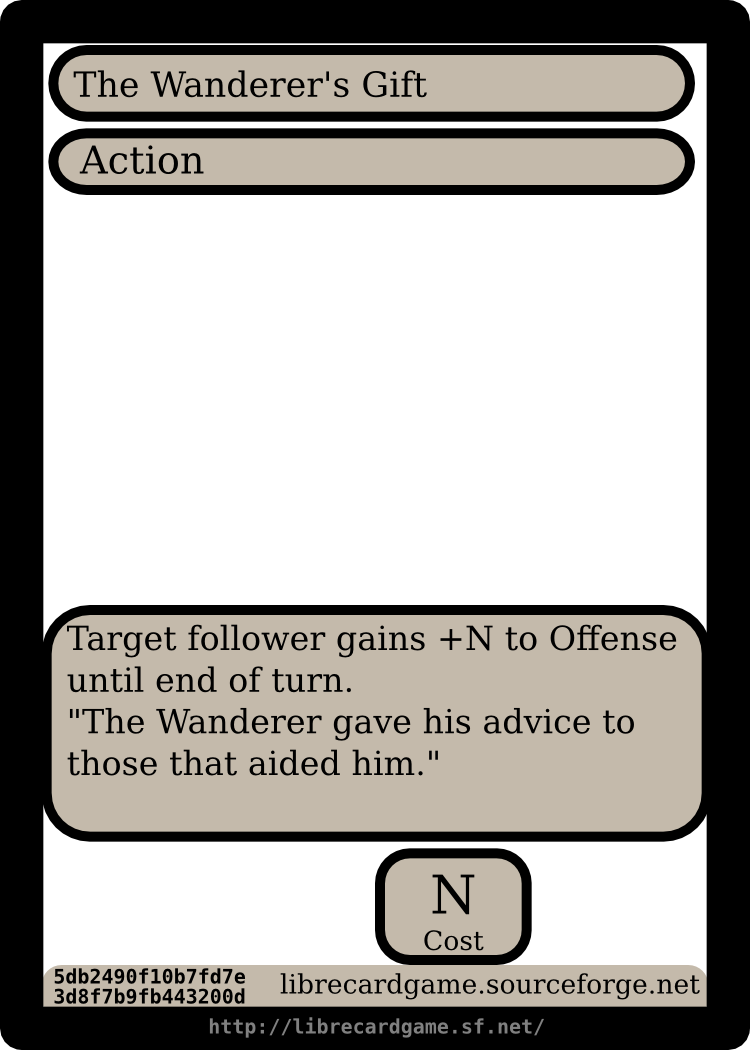 The Wanderer's Gift
Action
Target follower gains +N to Offense
until end of turn.
"The Wanderer gave his advice to
those that aided him."
N
Cost
5db2490f10b7fd7e
3d8f7b9fb443200d
librecardgame.sourceforge.net
http://librecardgame.sf.net/